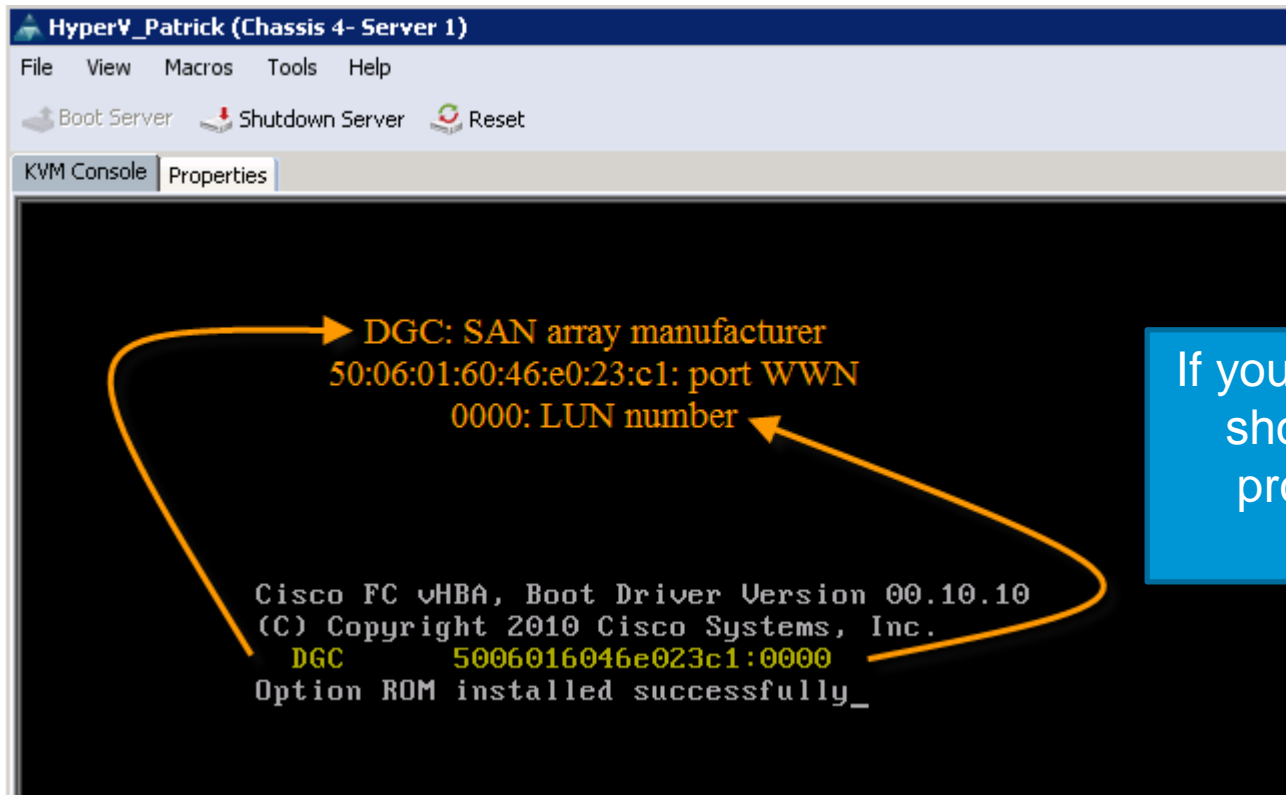 HyperV_Patrick (Chassis 4- Server 1)
File View Macros Tools Help
Boot Server Shutdown Server Reset
KVM Console Properties
DGC: SAN array manufacturer
50:06:01:60:46:e0:23:c1: port WWN
0000: LUN number
If you
sho
pro
Cisco FC vHBA, Boot Driver Version 00.10.10
(C) Copyright 2010 Cisco Systems, Inc.
DGC 5006016046e023c1:0000
Option ROM installed successfully_